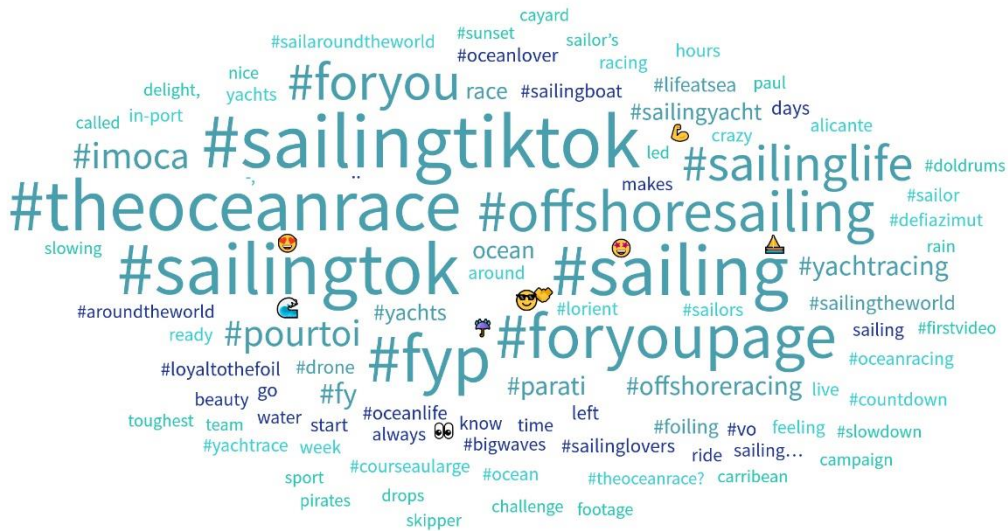 cayard
#sunset
#sailaroundtheworld
sailor's
#oceanlover
hours
racing
nice
#foryou
delight,
yachts
race
#sailingboat
#lifeatsea
paul
in-port
#sailingyacht
days
called
#sailingtiktok
💪
crazy
alicante
#imoca
led
#sailinglife
#doldrums
makes
#theoceanrace
#offshoresailing
#sailor
#defiazimut
slowing
😍
ocean
🤩
⛵
rain
#sailingtok
around
#sailing
#yachtracing
#aroundtheworld
🌊
#yachts
😎
#lorient
#sailors
#sailingtheworld
ready
#pourtoi
☔
#foryoupage
sailing
#firstvideo
#fyp
#oceanracing
#loyaltothefoil
#drone
#fy
#parati
#offshoreracing
live
#countdown
beauty
go
toughest
team
water
start
#oceanlife
always
👀
know
time
left
#foiling
#vo
feeling
#slowdown
#yachtrace
week
#bigwaves
#sailinglovers
ride
sailing…
campaign
sport
#courseaularge
#ocean
#theoceanrace?
carribean
pirates
drops
skipper
challenge
footage